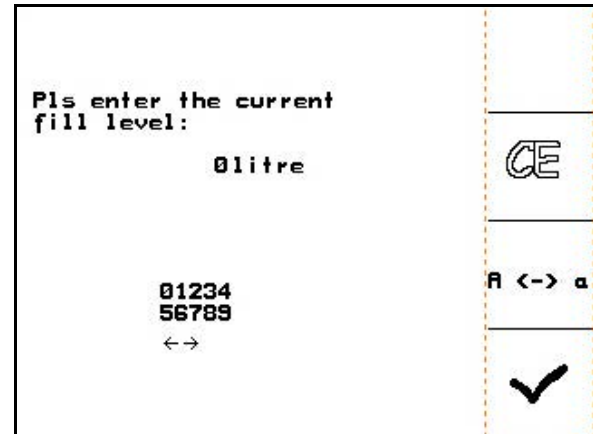 Pls enter the current
fill level:
0litre
CE
A <-> a
01234
56789
←→